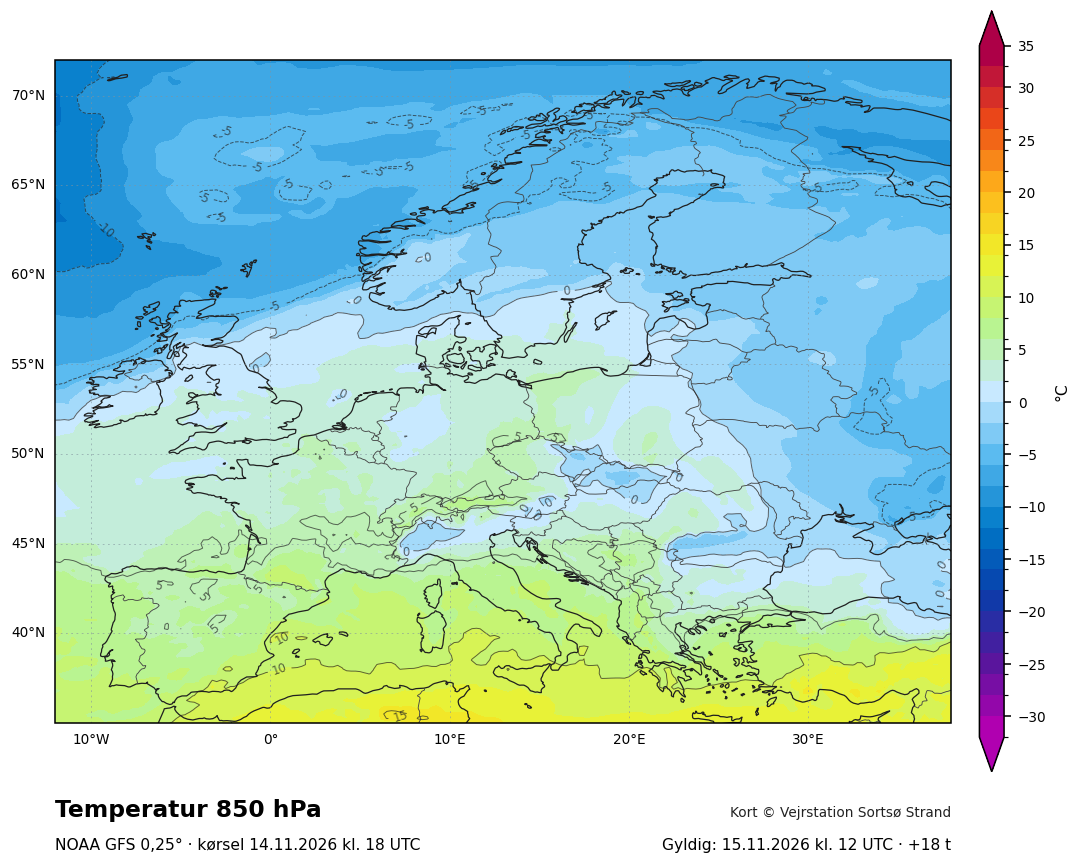 70°N
65°N
60°N
55°N
50°N
45°N
40°N
10°W
0°
10°E
20°E
30°E
35
30
25
20
15
10
5
0
−5
−10
−15
−20
−25
−30
°C
Temperatur 850 hPa
Kort © Vejrstation Sortsø Strand
NOAA GFS 0,25° · kørsel 14.11.2026 kl. 18 UTC
Gyldig: 15.11.2026 kl. 12 UTC · +18 t